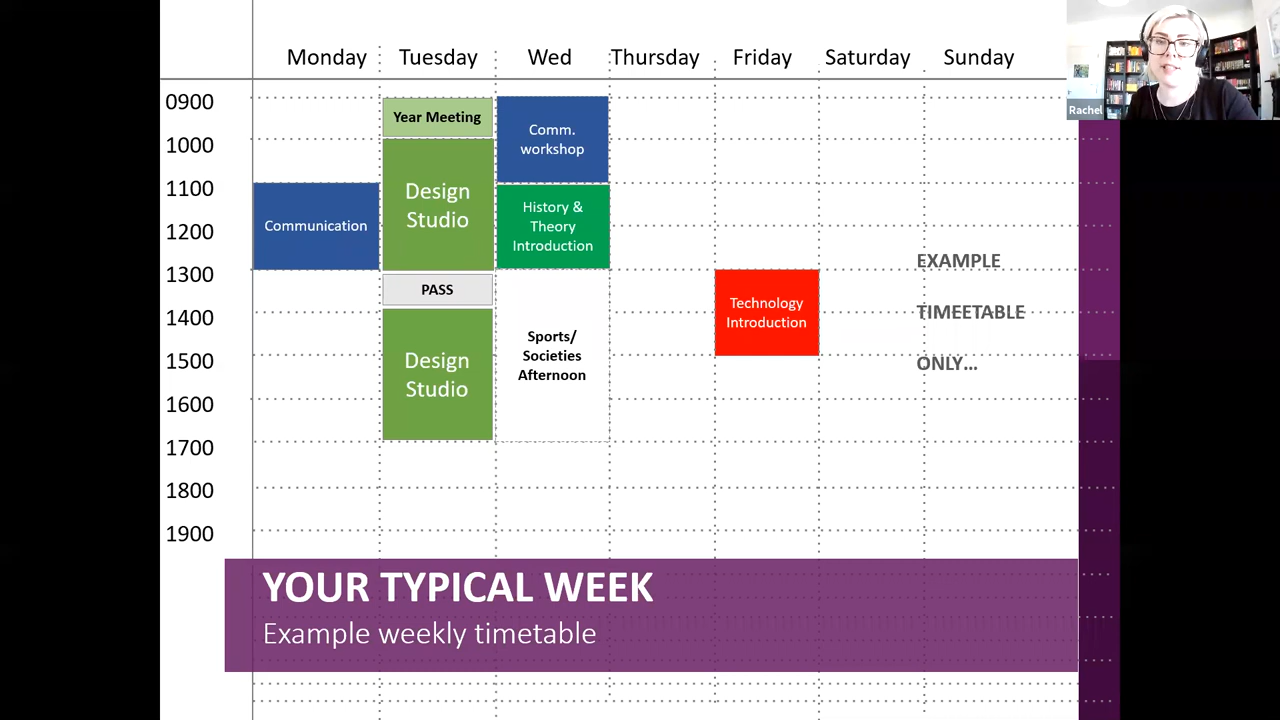 Monday Tuesday Wed Thursday Friday Saturday Sunday
Rachel
0900
1000
1100
1200
1300
1400
1500
1600
1700
1800
1900
Communication
Year Meeting
Design
Studio
PASS
Design
Studio
Comm.
workshop
History &
Theory
Introduction
Sports/
Societies
Afternoon
Technology
Introduction
EXAMPLE
TIMEETABLE
ONLY...
YOUR TYPICAL WEEK
Example weekly timetable